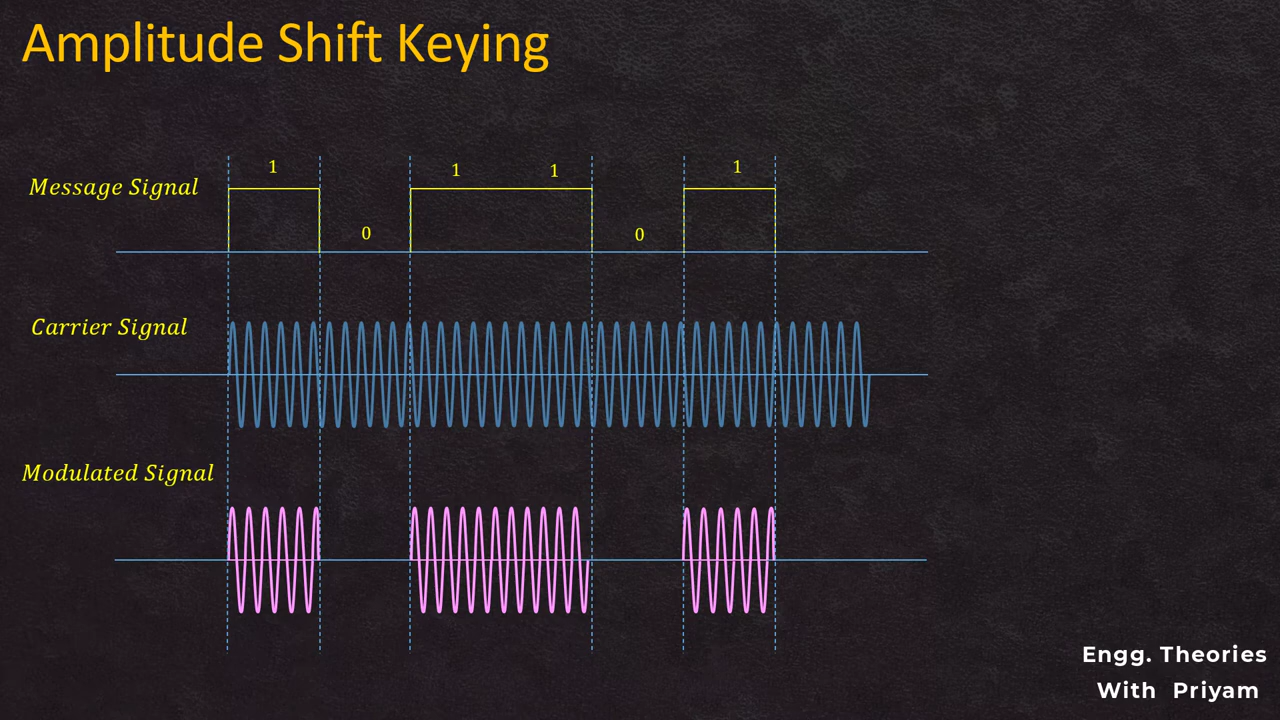 Amplitude Shift Keying
1
1
1
1
Message Signal
0
0
Carrier Signal
Modulated Signal
Engg. Theories
With Priyam